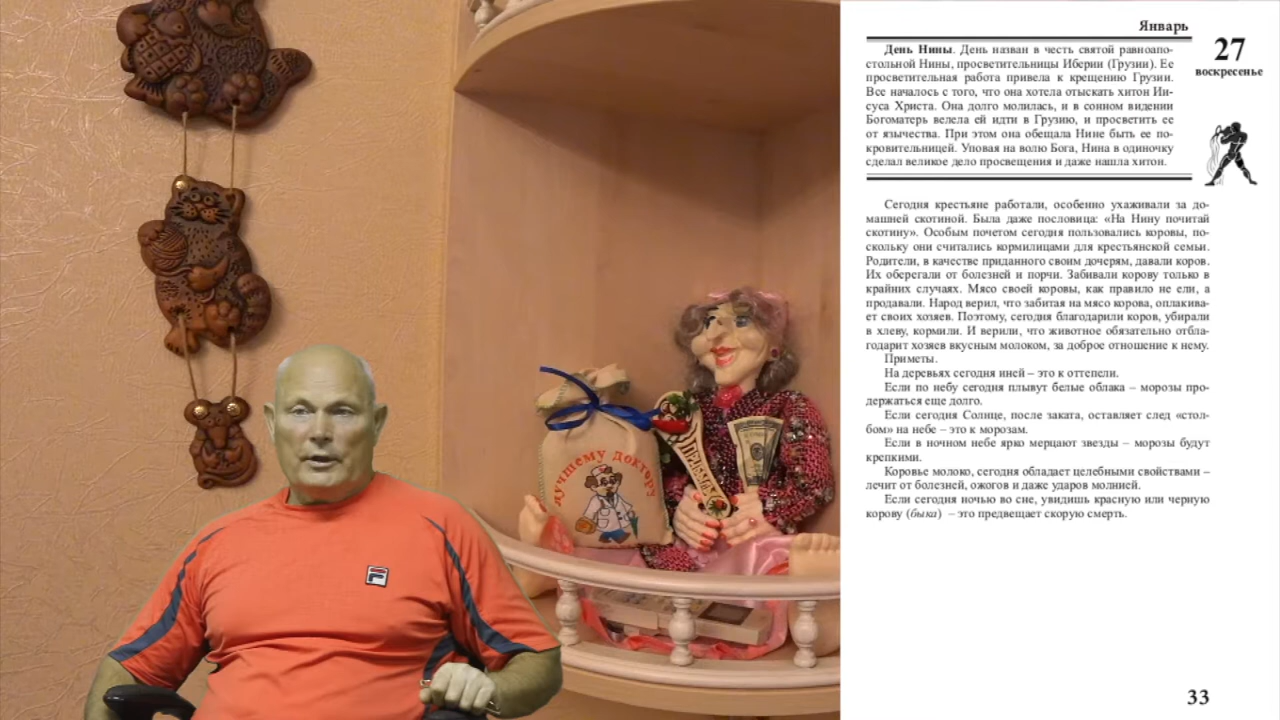 Январь
27
воскресенье
День Нины. День назван в честь святой равноапо-
стольной Нины, просветительницы Иберии (Грузии). Ее
просветительная работа привела к крещению Грузии.
Все началось с того, что она хотела отыскать хитон Ии-
суса Христа. Она долго молилась, и в сонном видении
Богоматерь велела ей идти в Грузию, и просветить ее
от язычества. При этом она обещала Нине быть ее по-
кровительницей. Уповая на волю Бога, Нина в одиночку
сделал великое дело просвещения и даже нашла хитон.
Сегодня крестьяне работали, особенно ухаживали за до-
машней скотиной. Была даже пословица: «На Нину почитай
скотину». Особым почетом сегодня пользовались коровы, по-
скольку они считались кормилицами для крестьянской семьи.
Родители, в качестве приданного своим дочерям, давали коров.
Их оберегали от болезней и порчи. Забивали корову только в
крайних случаях. Мясо своей коровы, как правило не ели, а
продавали. Народ верил, что забитая на мясо корова, оплакива-
ет своих хозяев. Поэтому, сегодня благодарили коров, убирали
в хлеву, кормили. И верили, что животное обязательно отбла-
годарит хозяев вкусным молоком, за доброе отношение к нему.
Приметы.
На деревьях сегодня иней – это к оттепели.
Если по небу сегодня плывут белые облака – морозы про-
держаться еще долго.
Если сегодня Солнце, после заката, оставляет след «стол-
бом» на небе – это к морозам.
Если в ночном небе ярко мерцают звезды – морозы будут
крепкими.
Коровье молоко, сегодня обладает целебными свойствами –
лечит от болезней, ожогов и даже ударов молнией.
Если сегодня ночью во сне, увидишь красную или черную
корову (быка) – это предвещает скорую смерть.
33
лучшему доктору